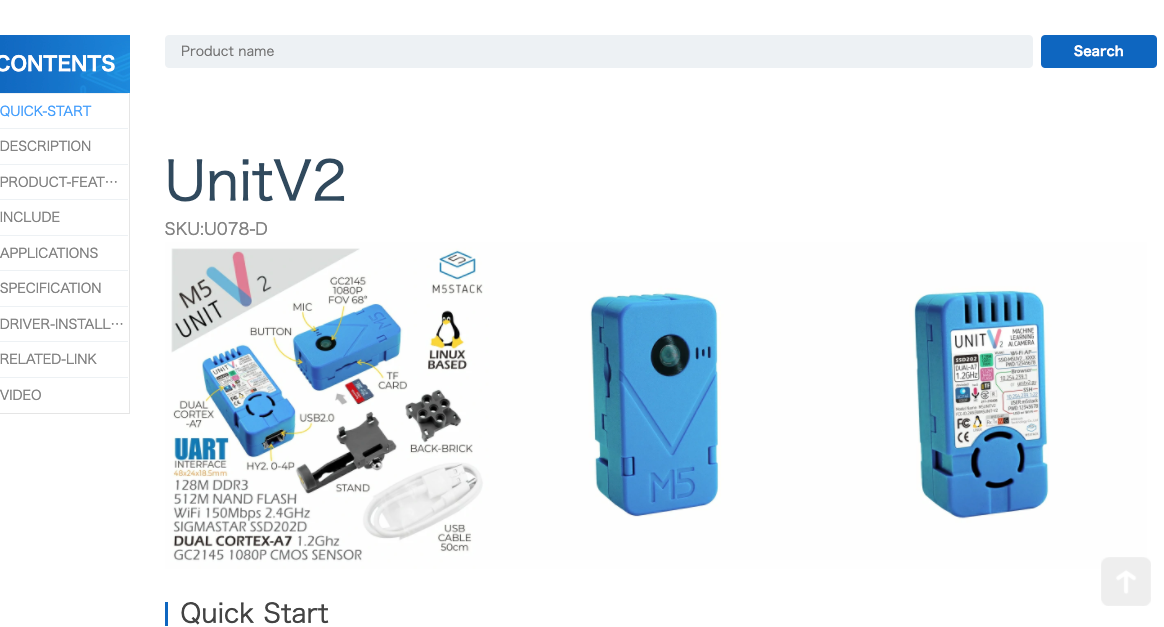 CONTENTS
QUICK-START
DESCRIPTION
PRODUCT-FEAT···
INCLUDE
APPLICATIONS
SPECIFICATION
DRIVER-INSTALL···
RELATED-LINK
VIDEO
Product name
Search
UnitV2
SKU:U078-D
M5
UNIT
V2
M5STACK
GC2145
1080P
FOV 68°
MIC
BUTTON
LINUX
BASED
TF
CARD
DUAL
CORTEX
-A7
USB2.0
UART
INTERFACE
48x24x18.5mm
HY2. 0-4P
STAND
BACK-BRICK
USB
CABLE
50cm
128M DDR3
512M NAND FLASH
WiFi 150Mbps 2.4GHz
SIGMASTAR SSD202D
DUAL CORTEX-A7 1.2Ghz
GC2145 1080P CMOS SENSOR
M5
UNIT V2
MACHINE
LEARNING
AI CAMERA
SSD202
DUAL-A7
1.2GHz
FC
CE
Quick Start